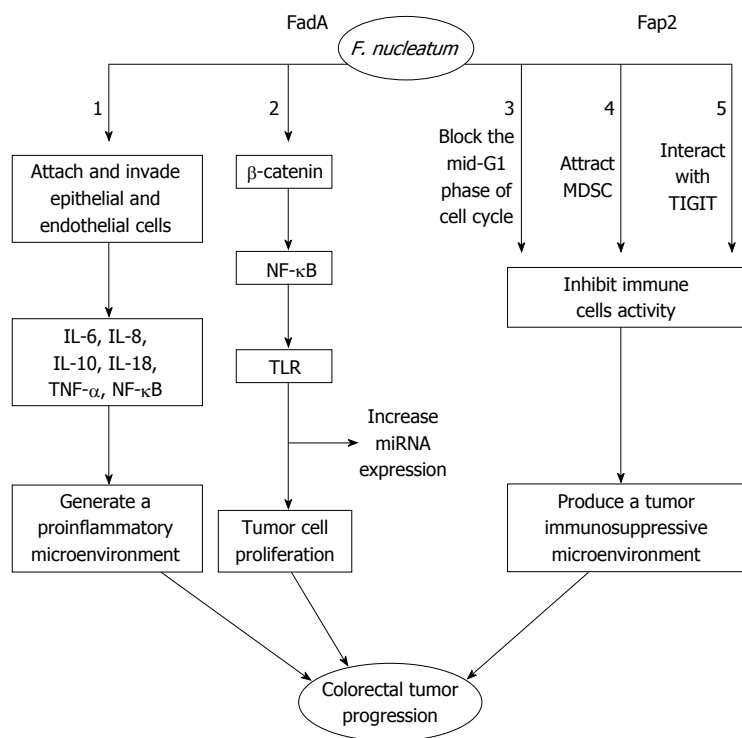 FadA
F. nucleatum
Fap2
1
Attach and invade
epithelial and
endothelial cells
IL-6, IL-8,
IL-10, IL-18,
TNF-α, NF-κB
Generate a
proinflammatory
microenvironment
2
β-catenin
NF-κB
TLR
Increase
miRNA
expression
Tumor cell
proliferation
3
Block the
mid-G1
phase of
cell cycle
4
Attract
MDSC
5
Interact
with
TIGIT
Inhibit immune
cells activity
Produce a tumor
immunosuppressive
microenvironment
Colorectal tumor
progression